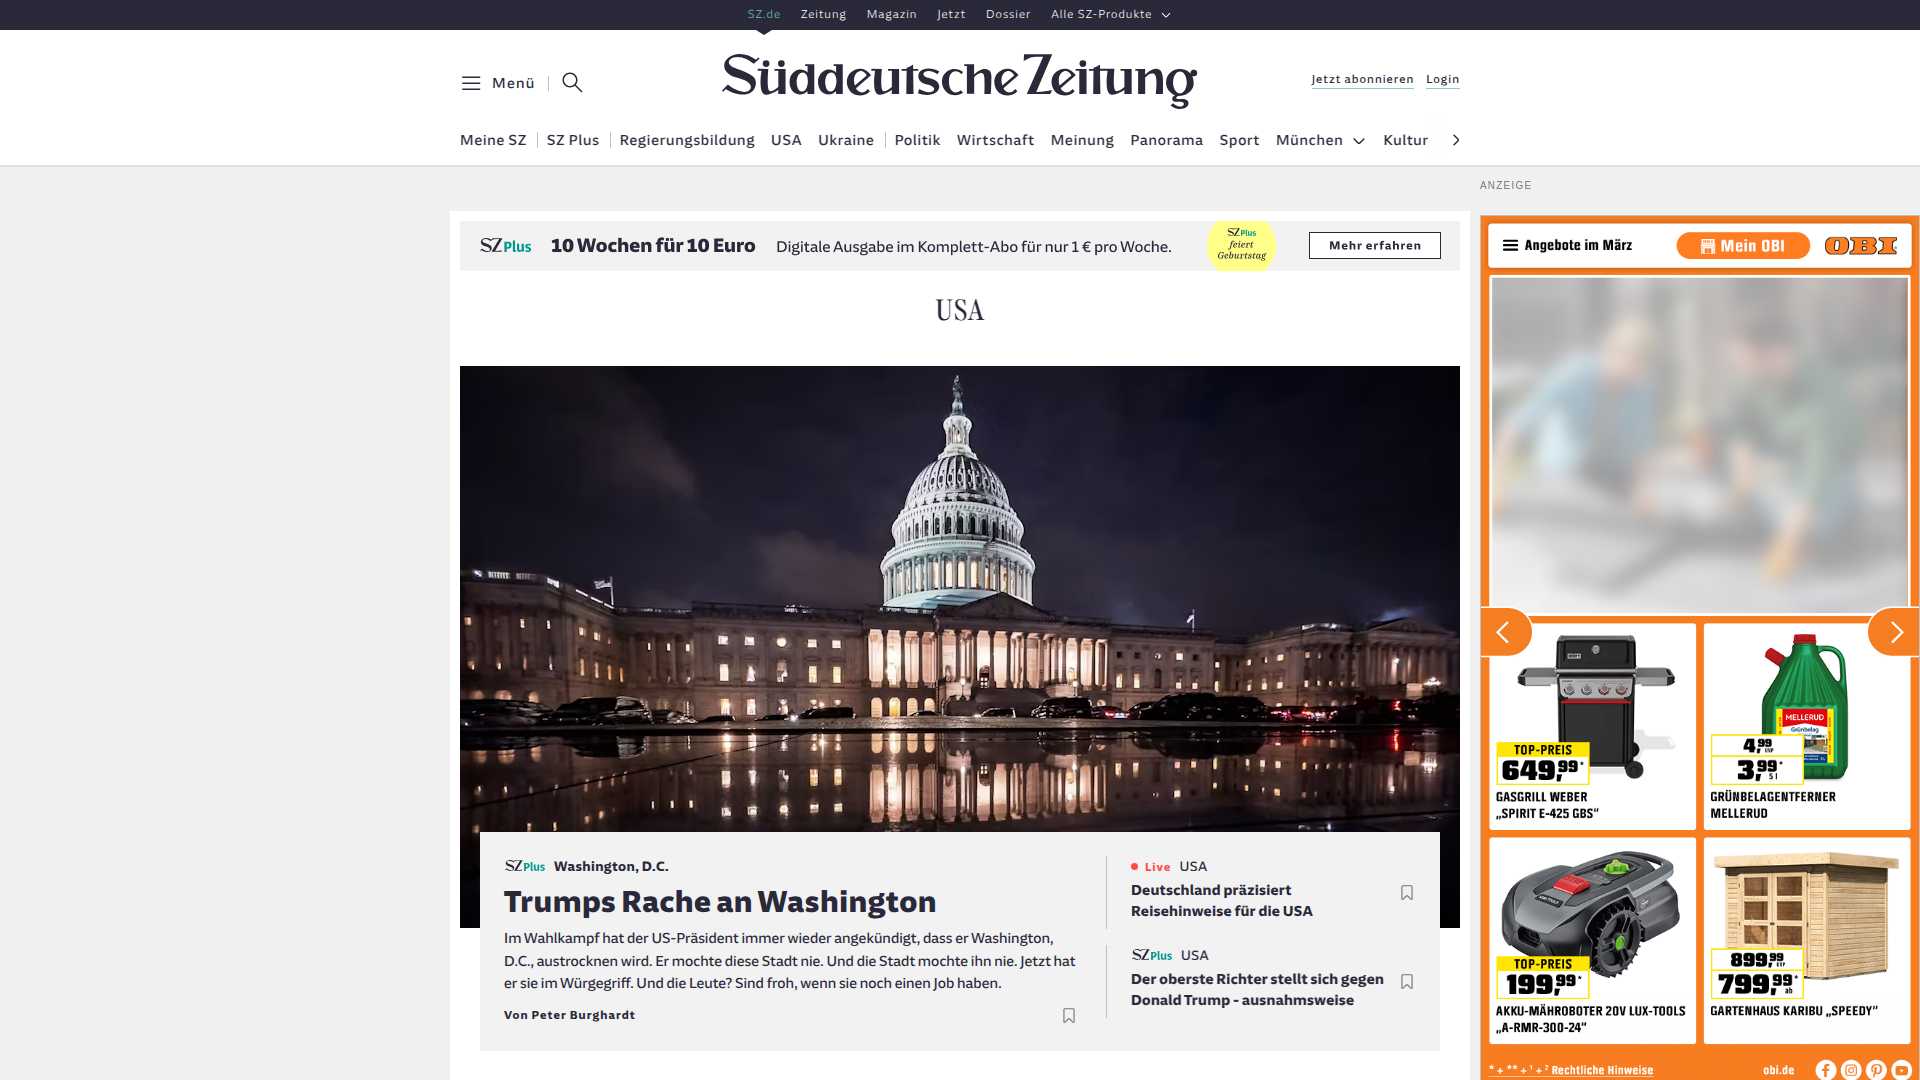 SZ.de Zeitung Magazin Jetzt Dossier Alle SZ-Produkte
Menü
Süddeutsche Zeitung
Jetzt abonnieren Login
Meine SZ SZ Plus Regierungsbildung USA Ukraine Politik Wirtschaft Meinung Panorama Sport München Kultur
ANZEIGE
SZ Plus 10 Wochen für 10 Euro Digitale Ausgabe im Komplett-Abo für nur 1 € pro Woche.
SZ Plus
feiert
Geburtstag
Mehr erfahren
USA
SZ Plus Washington, D.C.
Trumps Rache an Washington
Im Wahlkampf hat der US-Präsident immer wieder angekündigt, dass er Washington,
D.C., austrocknen wird. Er mochte diese Stadt nie. Und die Stadt mochte ihn nie. Jetzt hat
er sie im Würgegriff. Und die Leute? Sind froh, wenn sie noch einen Job haben.
Von Peter Burghardt
Live USA
Deutschland präzisiert
Reisehinweise für die USA
SZ Plus USA
Der oberste Richter stellt sich gegen
Donald Trump - ausnahmsweise
Angebote im März
Mein OBI
OBI
TOP-PREIS
649,99*
GASGRILL WEBER
„SPIRIT E-425 GBS“
MELLERUD
Grünbelag
4,99 UVP
3,99*
5 l
GRÜNBELAGENTFERNER
MELLERUD
TOP-PREIS
199,99*
AKKU-MÄHROBOTER 20V LUX-TOOLS
„A-RMR-300-24“
899,99 UVP
799,99*
ab
GARTENHAUS KARIBU „SPEEDY“
* + ** + ¹ + ² Rechtliche Hinweise
obi.de